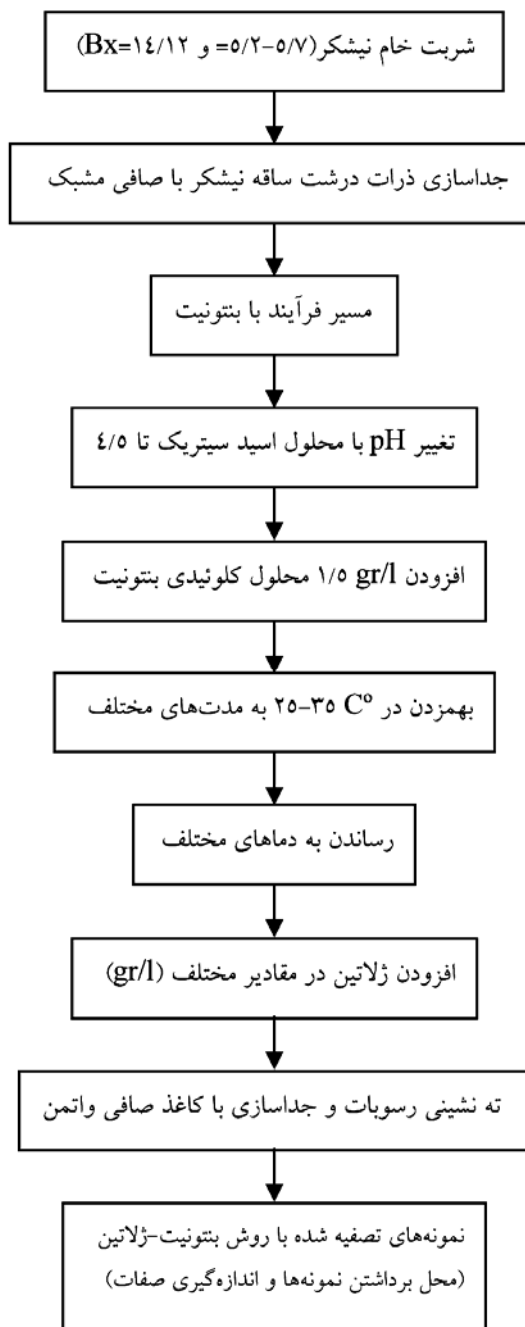 شربت خام نیشکر(۵/۷-۵/۲= و Bx=۱٤/۱۲)
جداسازی ذرات درشت ساقه نیشکر با صافی مشبک
مسیر فرآیند با بنتونیت
تغییر pH با محلول اسید سیتریک تا ٤/۵
افزودن ۱/۵ gr/l محلول کلوئیدی بنتونیت
بهمزدن در ۲۵-۳۵ Cº به مدت‌های مختلف
رساندن به دماهای مختلف
افزودن ژلاتین در مقادیر مختلف (gr/l)
ته نشینی رسوبات و جداسازی با کاغذ صافی واتمن
نمونه‌های تصفیه شده با روش بنتونیت-ژلاتین
(محل برداشتن نمونه‌ها و اندازه‌گیری صفات)